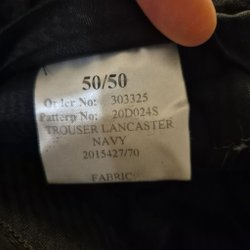 50/50
Order No: 303325
Pattern No: 20D024S
TROUSER LANCASTER
NAVY
2015427/70
FABRIC